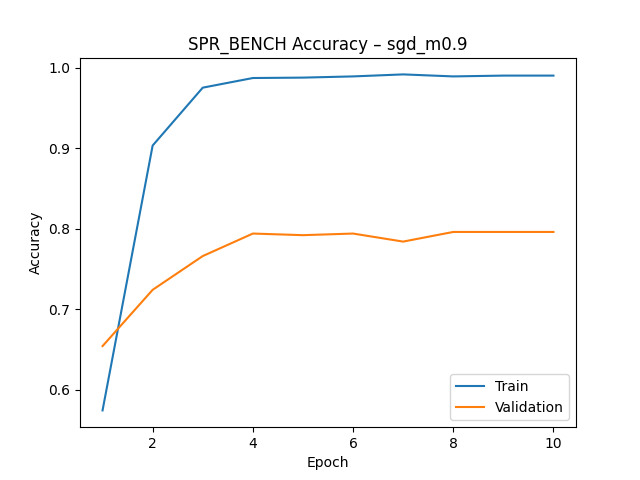 SPR_BENCH Accuracy – sgd_m0.9
Accuracy
1.0
0.9
0.8
0.7
0.6
2
4
6
8
10
Epoch
Train
Validation